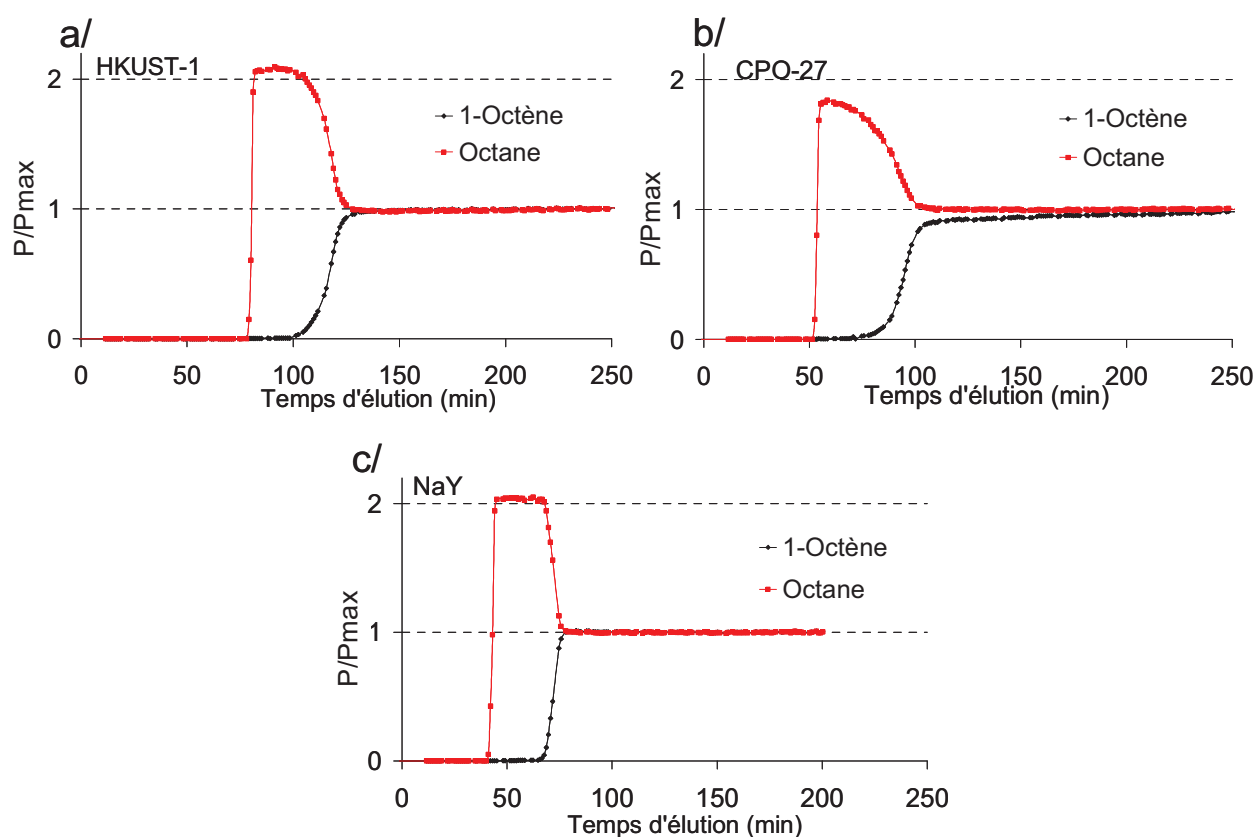 a/
HKUST-1
2
1
0
P/Pmax
1-Octène
Octane
0 50 100 150 200 250
Temps d'élution (min)
b/
CPO-27
2
1
0
P/Pmax
1-Octène
Octane
0 50 100 150 200 250
Temps d'élution (min)
c/
NaY
2
1
0
P/Pmax
1-Octène
Octane
0 50 100 150 200 250
Temps d'élution (min)